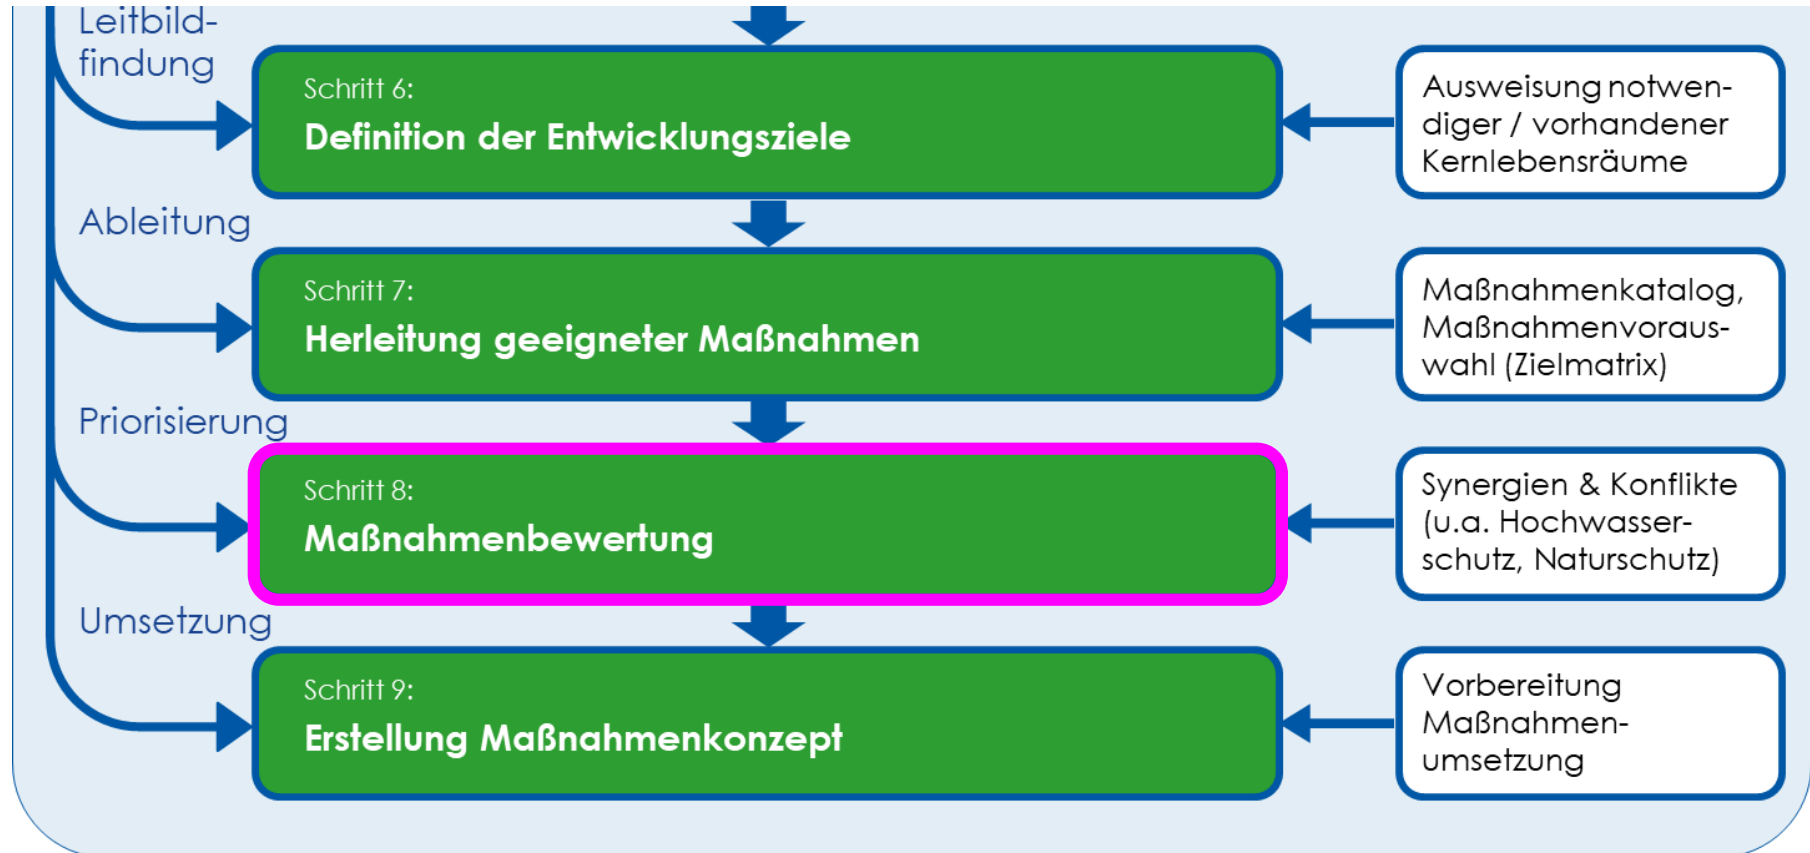 Leitbild-
findung
Schritt 6:
Definition der Entwicklungsziele
Ausweisung notwen-
diger / vorhandener
Kernlebensräume
Ableitung
Schritt 7:
Herleitung geeigneter Maßnahmen
Maßnahmenkatalog,
Maßnahmenvoraus-
wahl (Zielmatrix)
Priorisierung
Schritt 8:
Maßnahmenbewertung
Synergien & Konflikte
(u.a. Hochwasser-
schutz, Naturschutz)
Umsetzung
Schritt 9:
Erstellung Maßnahmenkonzept
Vorbereitung
Maßnahmen-
umsetzung